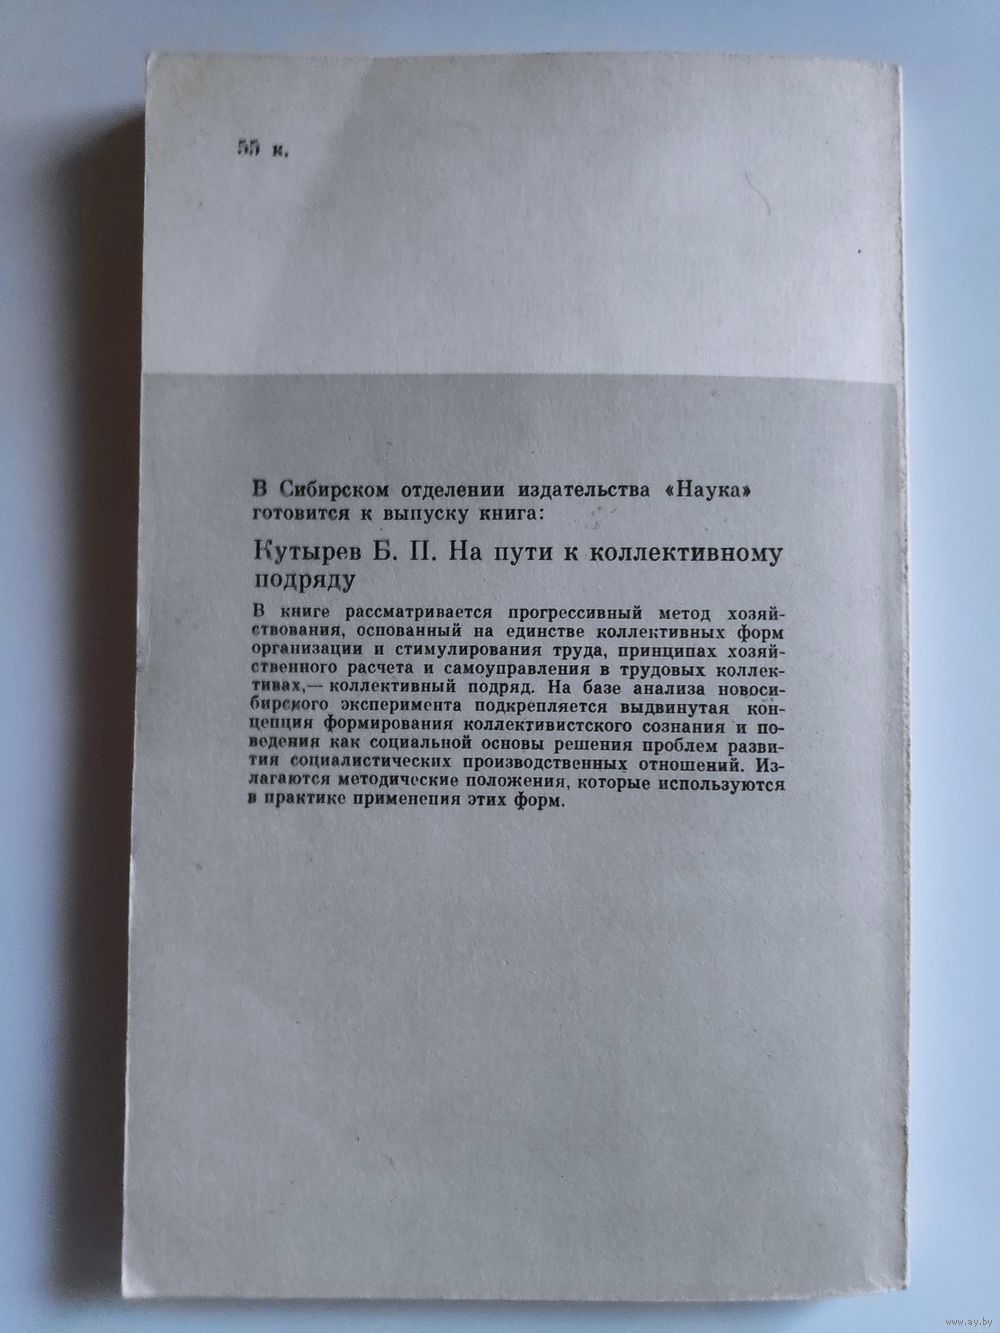 55 к.
В Сибирском отделении издательства «Наука»
готовится к выпуску книга:
Кутырев Б. П. На пути к коллективному
подряду
В книге рассматривается прогрессивный метод хозяй-
ствования, основанный на единстве коллективных форм
организации и стимулирования труда, принципах хозяй-
ственного расчета и самоуправления в трудовых коллек-
тивах,— коллективный подряд. На базе анализа новоси-
бирского эксперимента подкрепляется выдвинутая кон-
цепция формирования коллективистского сознания и по-
ведения как социальной основы решения проблем разви-
тия социалистических производственных отношений. Из-
лагаются методические положения, которые используются
в практике применения этих форм.
www.ay.by